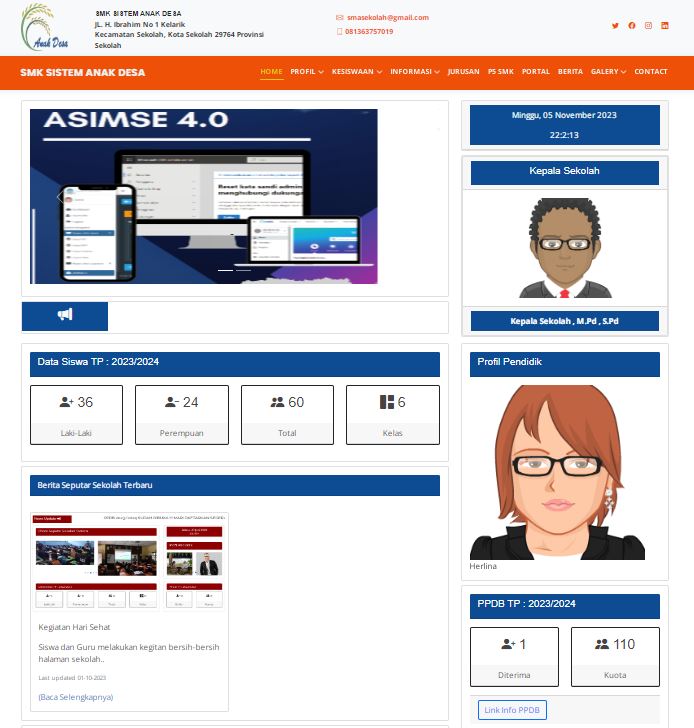 SMK SISTEM ANAK DESA
JL. H. Ibrahim No 1 Kelarik
Kecamatan Sekolah, Kota Sekolah 29764 Provinsi
Sekolah
Anak Desa
smasekolah@gmail.com
081363757019
SMK SISTEM ANAK DESA
HOME PROFIL KESISWAAN INFORMASI JURUSAN P5 SMK PORTAL BERITA GALERY CONTACT
ASIMSE 4.0
Reset kata sandi admin
menghubungi dukungan
Minggu, 05 November 2023
22:2:13
Kepala Sekolah
Kepala Sekolah , M.Pd , S.Pd
Data Siswa TP : 2023/2024
36
Laki-Laki
24
Perempuan
60
Total
6
Kelas
Profil Pendidik
Herlina
Berita Seputar Sekolah Terbaru
Kegiatan Hari Sehat
Siswa dan Guru melakukan kegitan bersih-bersih
halaman sekolah..
Last updated 01-10-2023
(Baca Selengkapnya)
PPDB TP : 2023/2024
1
Diterima
110
Kuota
Link Info PPDB